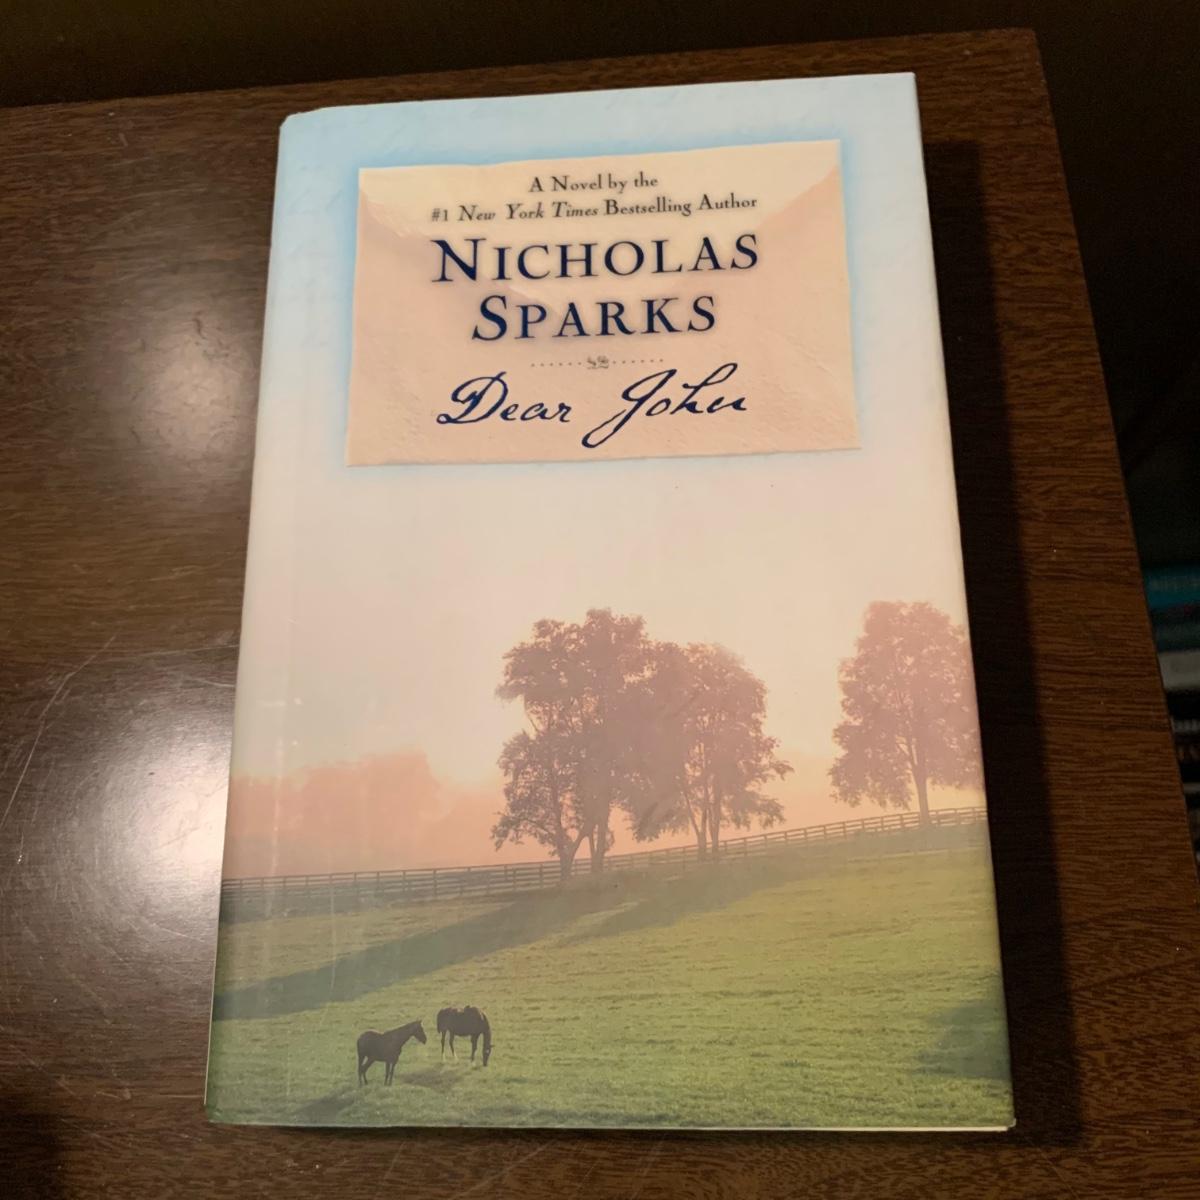 A Novel by the
#1 New York Times Bestselling Author
NICHOLAS
SPARKS
Dear John